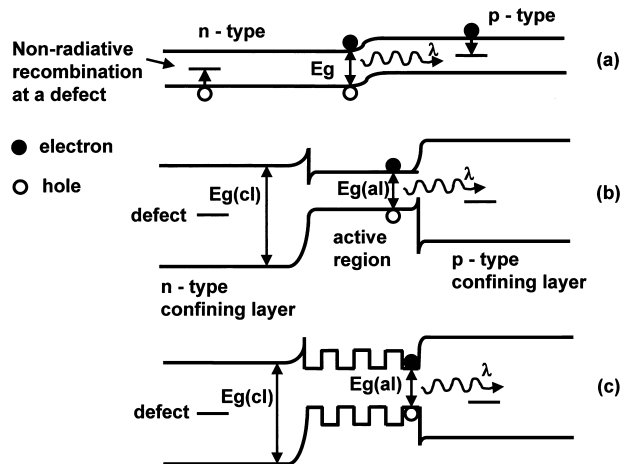 n - type
p - type
Non-radiative
recombination
at a defect
Eg
λ
(a)
electron
hole
Eg(cl)
Eg(al)
λ
(b)
defect
active
region
n - type
confining layer
p - type
confining layer
Eg(cl)
Eg(al)
λ
(c)
defect